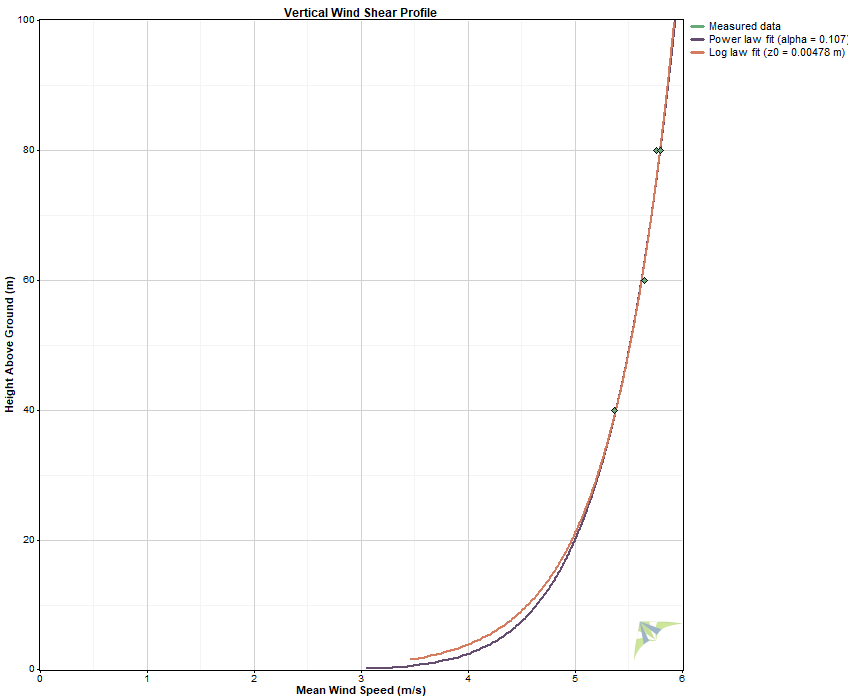 Vertical Wind Shear Profile
Measured data
Power law fit (alpha = 0.107)
Log law fit (z0 = 0.00478 m)
100
80
60
40
20
0
Height Above Ground (m)
0 1 2 3 4 5 6
Mean Wind Speed (m/s)